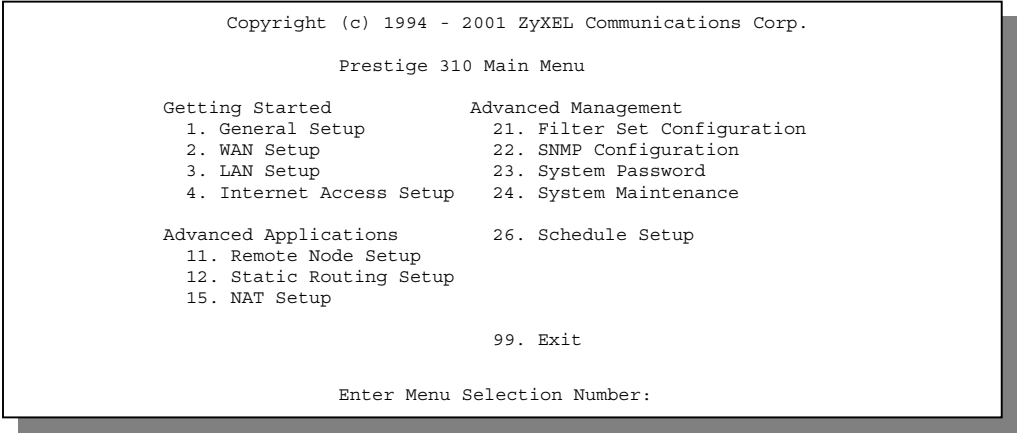 Copyright (c) 1994 - 2001 ZyXEL Communications Corp.
Prestige 310 Main Menu
Getting Started Advanced Management
1. General Setup 21. Filter Set Configuration
2. WAN Setup 22. SNMP Configuration
3. LAN Setup 23. System Password
4. Internet Access Setup 24. System Maintenance
Advanced Applications 26. Schedule Setup
11. Remote Node Setup
12. Static Routing Setup
15. NAT Setup
99. Exit
Enter Menu Selection Number: